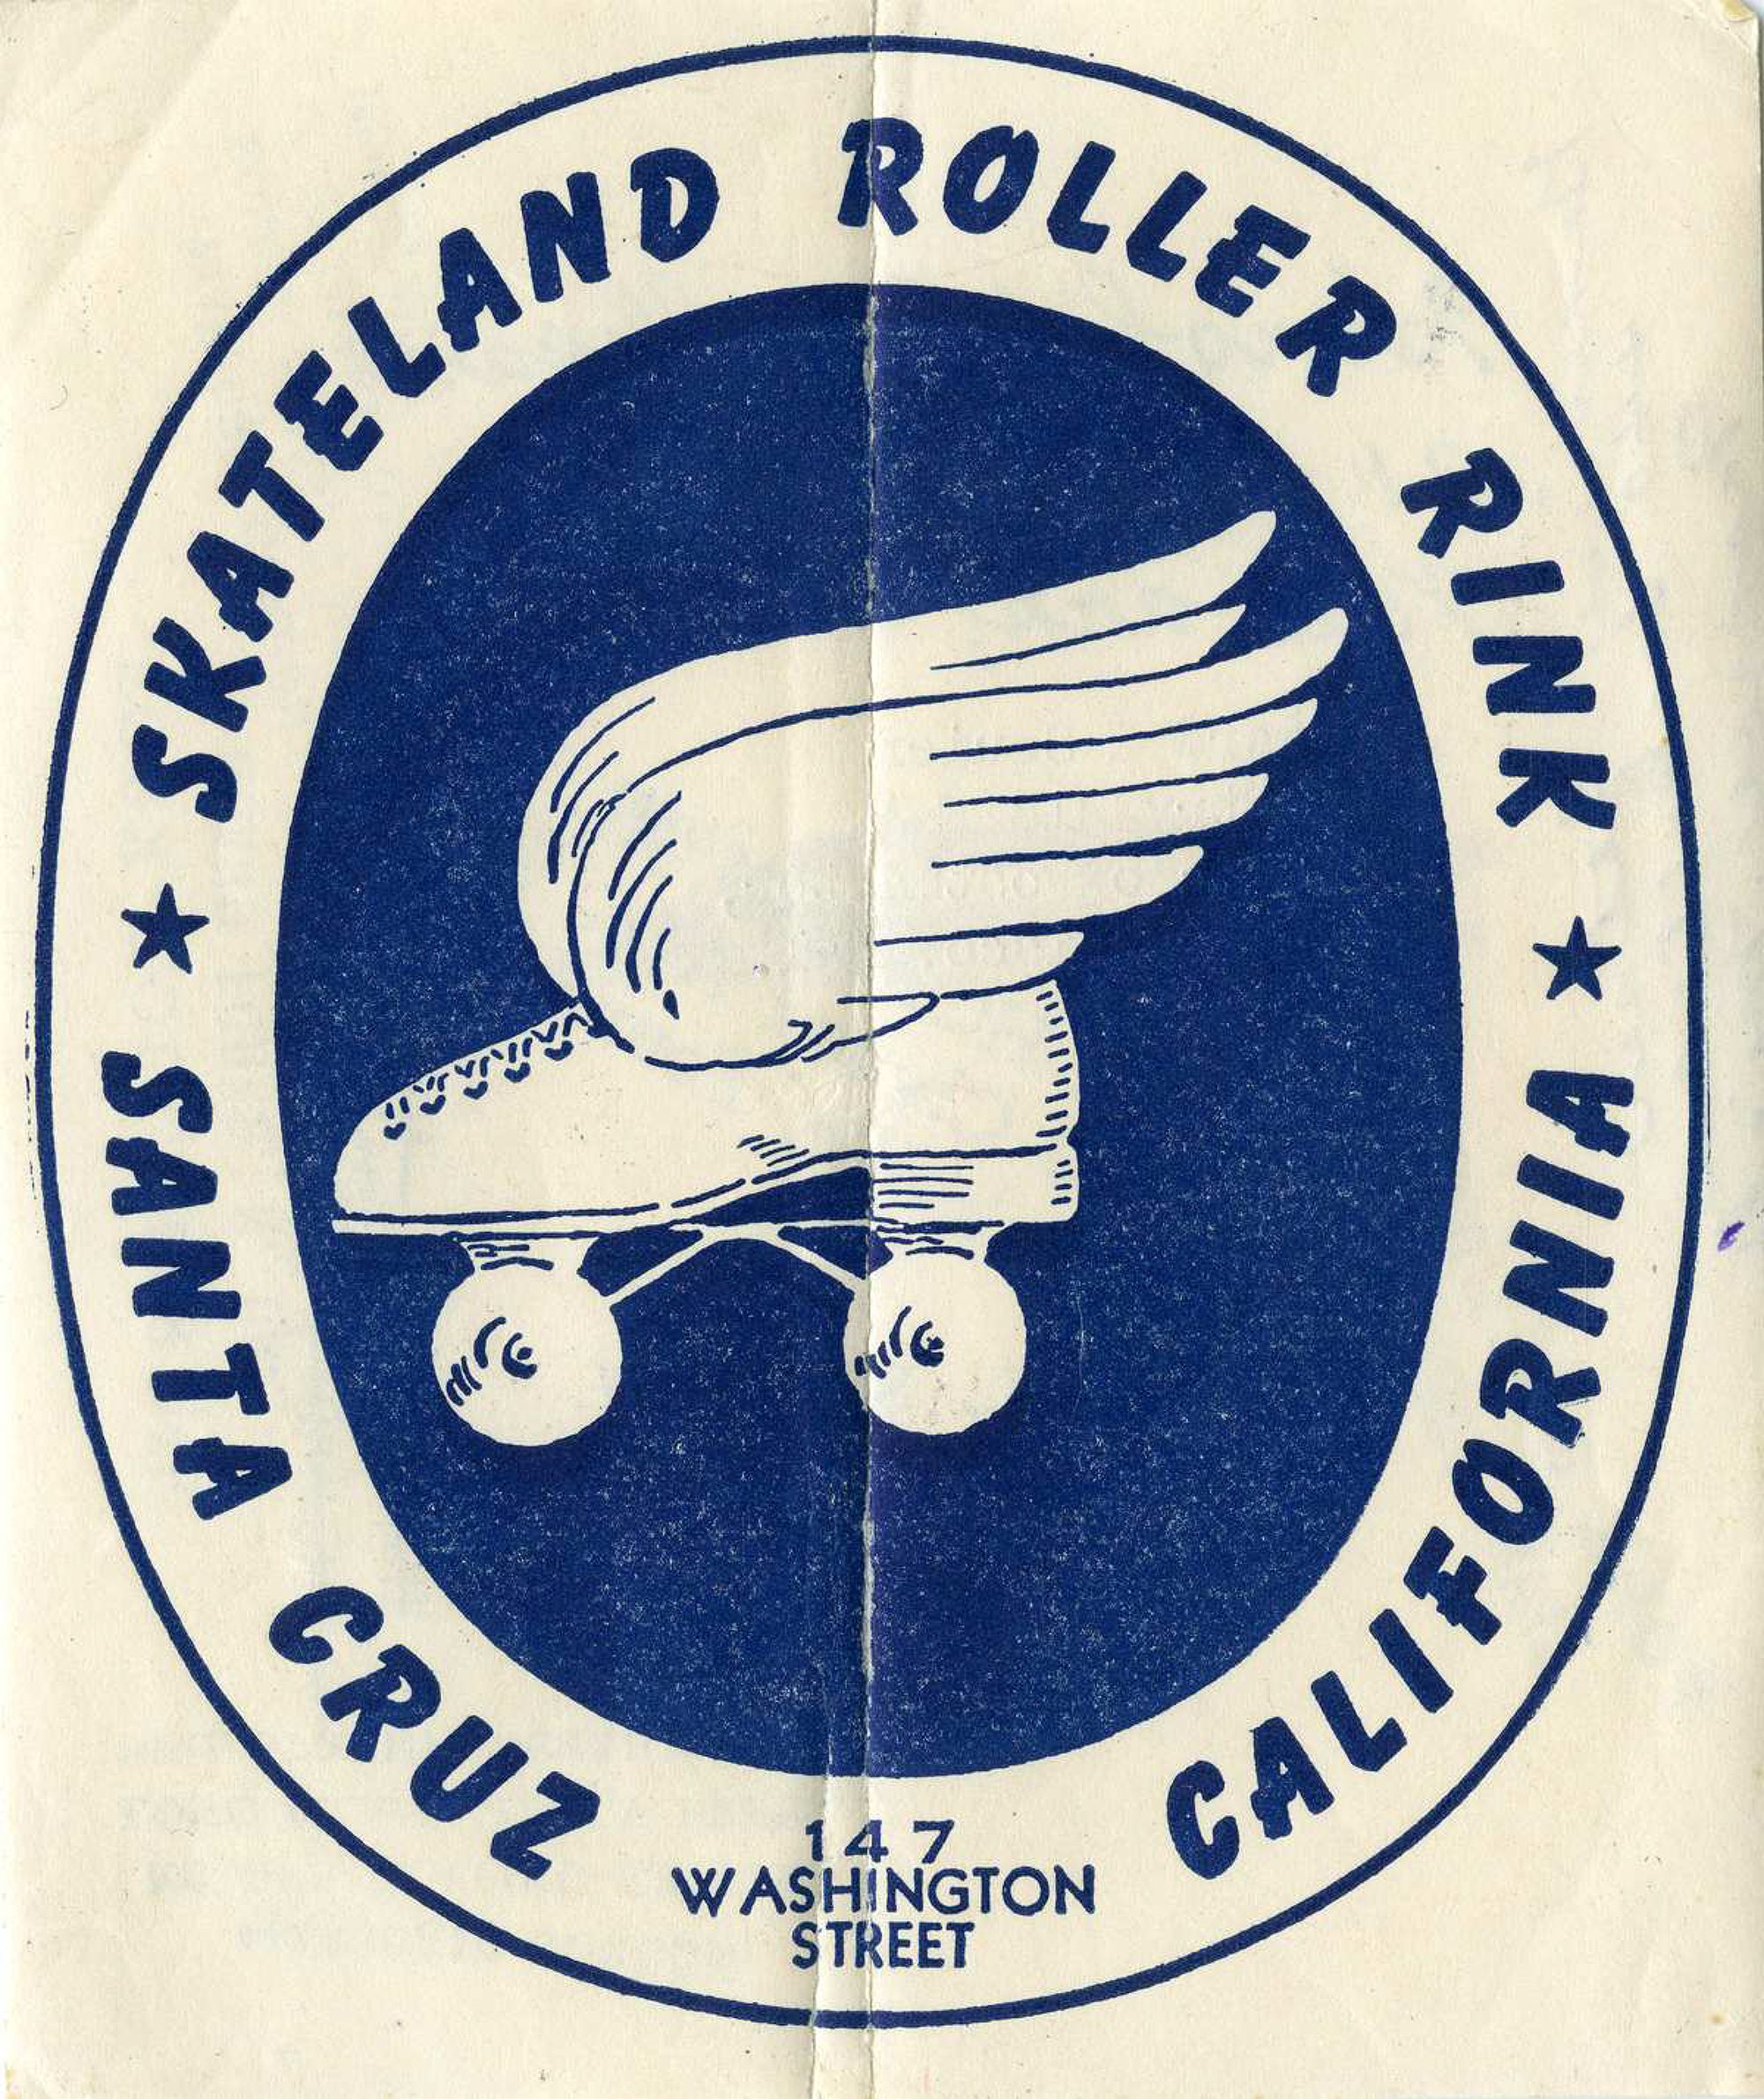 SKATELAND ROLLER RINK
SANTA CRUZ
CALIFORNIA
147
WASHINGTON
STREET